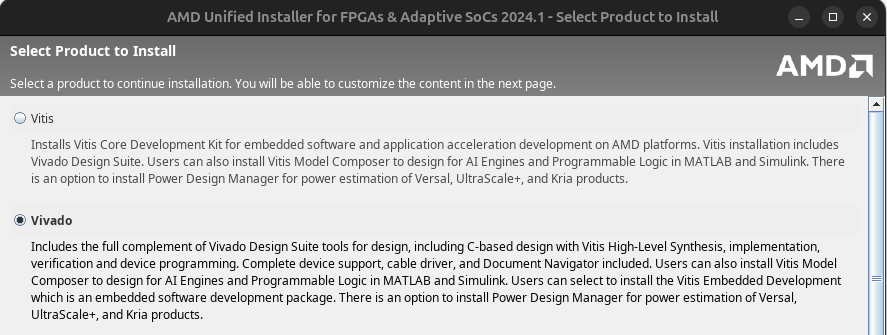 AMD Unified Installer for FPGAs & Adaptive SoCs 2024.1 - Select Product to Install
Select Product to Install
Select a product to continue installation. You will be able to customize the content in the next page.
AMD
Vitis
Installs Vitis Core Development Kit for embedded software and application acceleration development on AMD platforms. Vitis installation includes
Vivado Design Suite. Users can also install Vitis Model Composer to design for AI Engines and Programmable Logic in MATLAB and Simulink. There
is an option to install Power Design Manager for power estimation of Versal, UltraScale+, and Kria products.
Vivado
Includes the full complement of Vivado Design Suite tools for design, including C-based design with Vitis High-Level Synthesis, implementation,
verification and device programming. Complete device support, cable driver, and Document Navigator included. Users can also install Vitis Model
Composer to design for AI Engines and Programmable Logic in MATLAB and Simulink. Users can select to install the Vitis Embedded Development
which is an embedded software development package. There is an option to install Power Design Manager for power estimation of Versal,
UltraScale+, and Kria products.